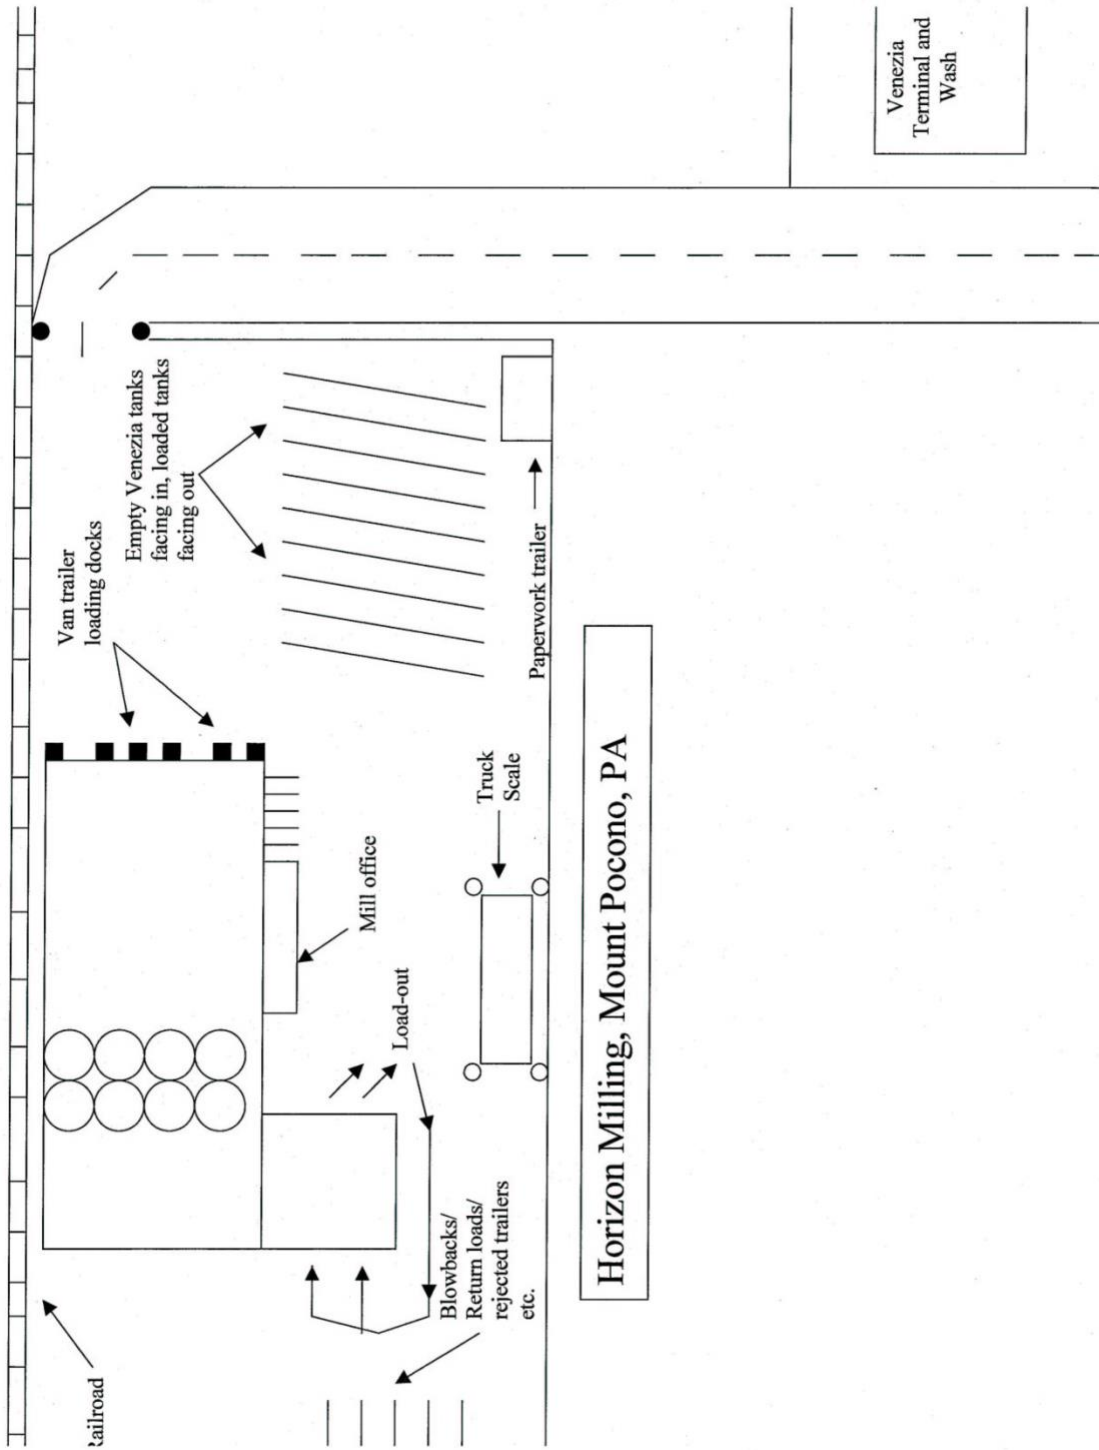 Venezia
Terminal and
Wash
Empty Venezia tanks
facing in, loaded tanks
facing out
Van trailer
loading docks
Paperwork trailer
Truck
Scale
Mill office
Load-out
Blowbacks/
Return loads/
rejected trailers
etc.
Railroad
Horizon Milling, Mount Pocono, PA